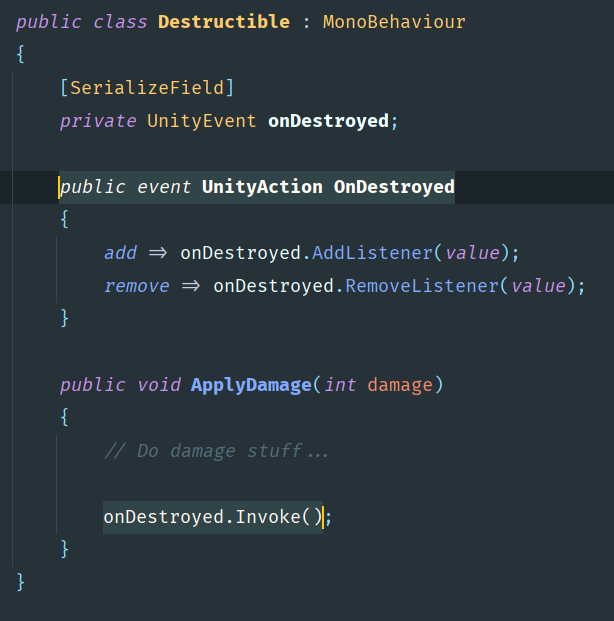 public class Destructible : MonoBehaviour
{
    [SerializeField]
    private UnityEvent onDestroyed;

    public event UnityAction OnDestroyed
    {
        add => onDestroyed.AddListener(value);
        remove => onDestroyed.RemoveListener(value);
    }

    public void ApplyDamage(int damage)
    {
        // Do damage stuff...

        onDestroyed.Invoke();
    }
}